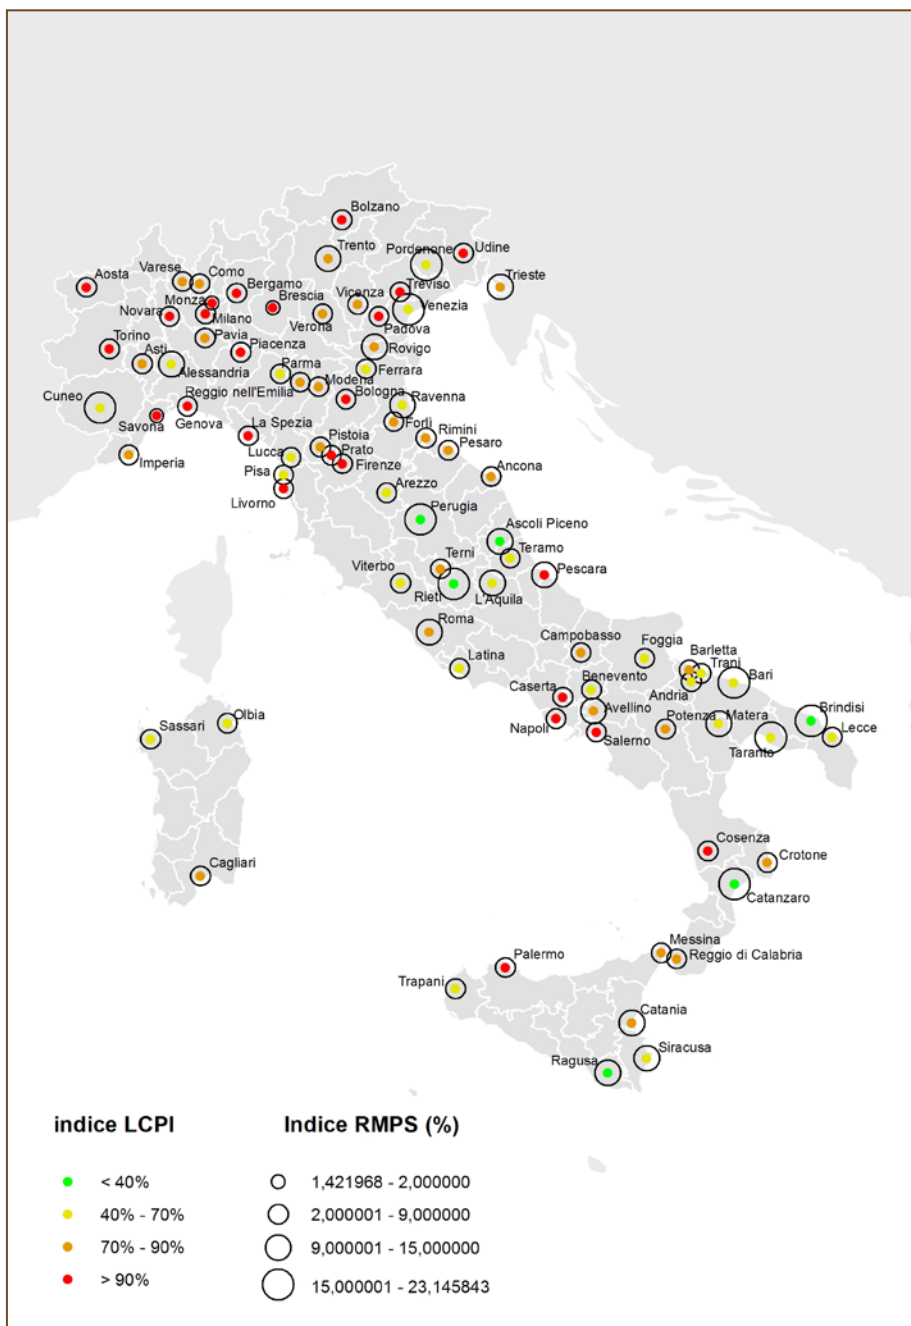 Bolzano
Trento
Pordenone
Udine
Trieste
Aosta
Varese
Como
Bergamo
Brescia
Vicenza
Treviso
Venezia
Monza
Novara
Milano
Verona
Padova
Torino
Pavia
Piacenza
Rovigo
Asti
Alessandria
Parma
Ferrara
Modena
Cuneo
Reggio nell'Emilia
Bologna
Ravenna
Savona
Genova
La Spezia
Pistoia
Forlì
Rimini
Pesaro
Imperia
Lucca
Prato
Firenze
Ancona
Pisa
Livorno
Arezzo
Perugia
Ascoli Piceno
Teramo
Terni
Viterbo
Rieti
L'Aquila
Pescara
Roma
Campobasso
Foggia
Latina
Barletta
Trani
Bari
Benevento
Andria
Caserta
Avellino
Napoli
Salerno
Potenza
Matera
Brindisi
Taranto
Lecce
Sassari
Olbia
Cagliari
Cosenza
Crotone
Catanzaro
Messina
Reggio di Calabria
Palermo
Trapani
Catania
Siracusa
Ragusa
indice LCPI
< 40%
40% - 70%
70% - 90%
> 90%
Indice RMPS (%)
1,421968 - 2,000000
2,000001 - 9,000000
9,000001 - 15,000000
15,000001 - 23,145843